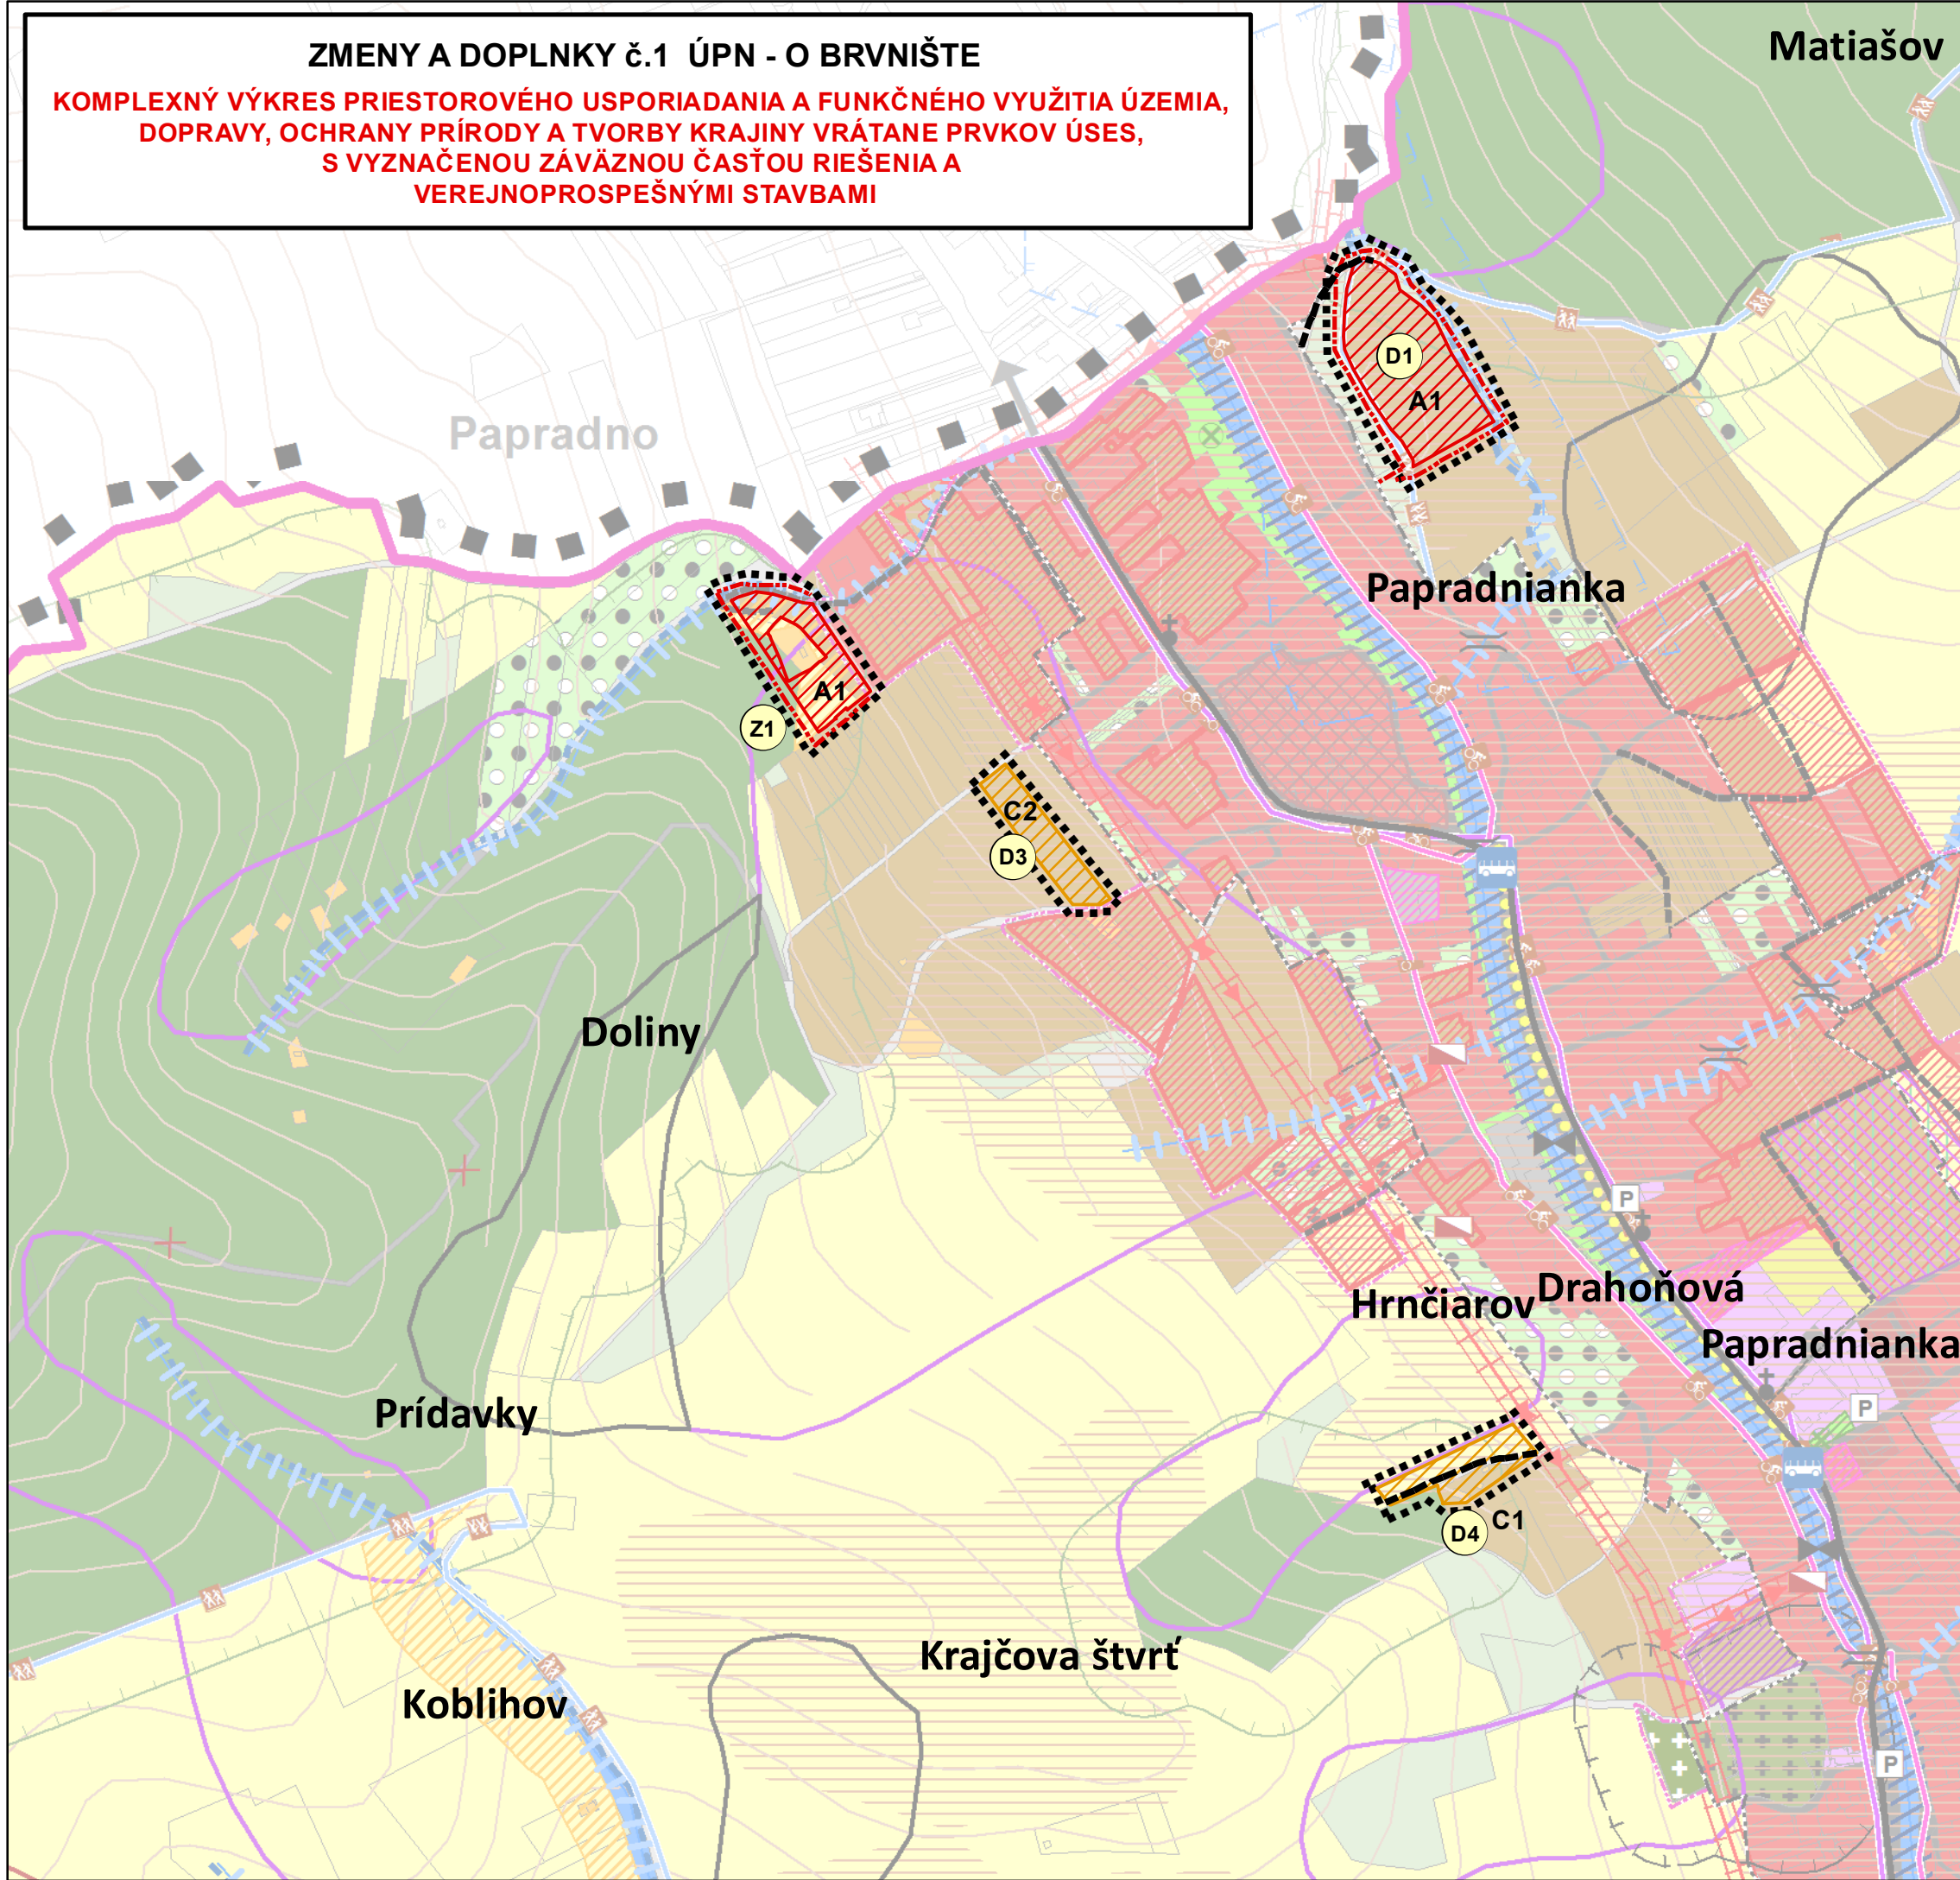 ZMENY A DOPLNKY č.1 ÚPN - O BRVNIŠTE
KOMPLEXNÝ VÝKRES PRIESTOROVÉHO USPORIADANIA A FUNKČNÉHO VYUŽITIA ÚZEMIA,
DOPRAVY, OCHRANY PRÍRODY A TVORBY KRAJINY VRÁTANE PRVKOV ÚSES,
S VYZNAČENOU ZÁVÄZNOU ČASŤOU RIEŠENIA A
VEREJNOPROSPEŠNÝMI STAVBAMI
Matiašov
D1
A1
Papradno
Papradnianka
A1
Z1
C2
D3
Doliny
P
Drahoňová
Hrnčiarov
Papradnianka
Prídavky
P
C1
D4
Krajčova štvrť
Koblihov
P